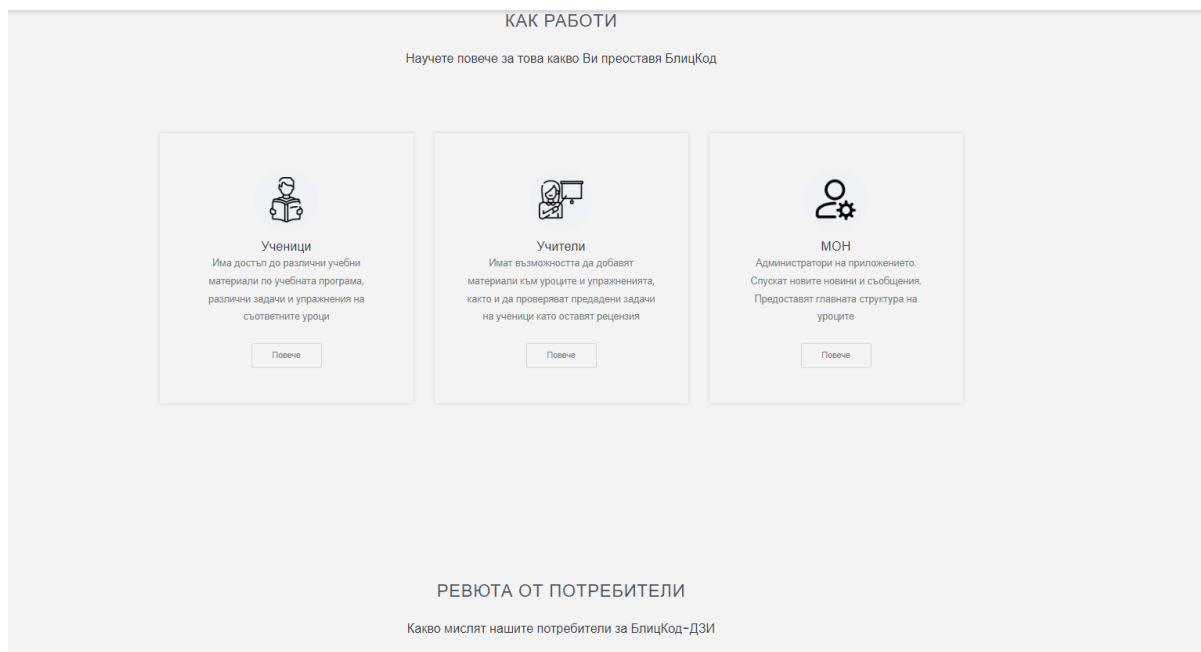 КАК РАБОТИ
Научете повече за това какво Ви преоставя БлицКод
Ученици
Има достъп до различни учебни
материали по учебната програма,
различни задачи и упражнения на
съответните уроци
Повече
Учители
Имат възможността да добавят
материали към уроците и упражненията,
както и да проверяват предадени задачи
на ученици като оставят рецензия
Повече
МОН
Администратори на приложението.
Спускат новите новини и съобщения.
Предоставят главната структура на
уроците
Повече
РЕВЮТА ОТ ПОТРЕБИТЕЛИ
Какво мислят нашите потребители за БлицКод-ДЗИ